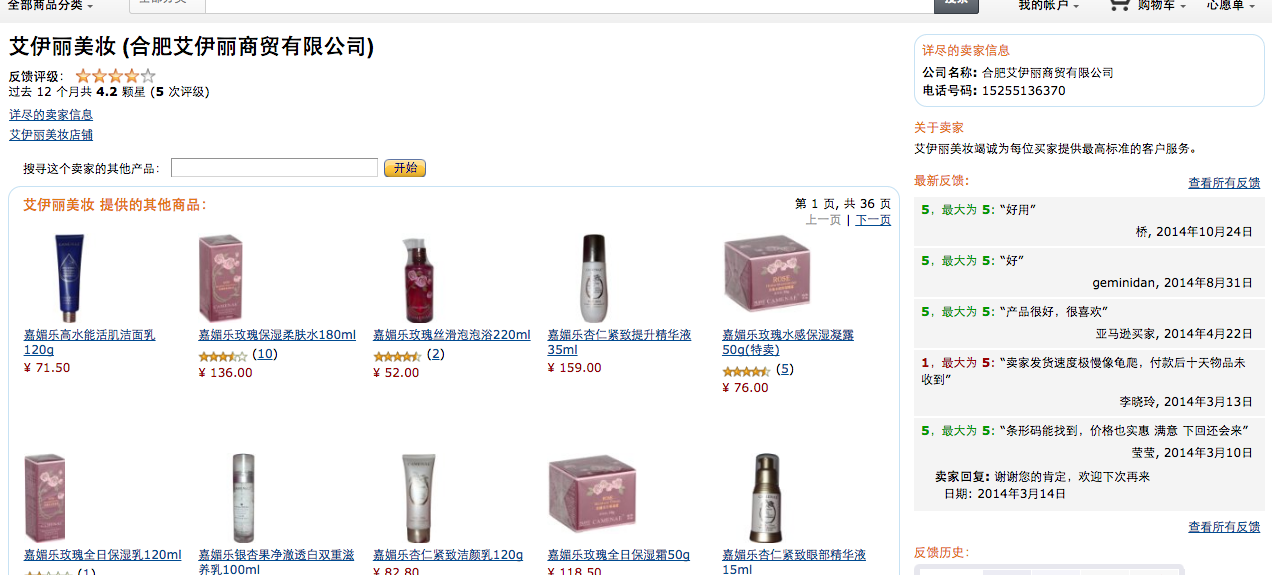 全部商品分类
全部分类
搜索
我的帐户
购物车
心愿单
艾伊丽美妆 (合肥艾伊丽商贸有限公司)
反馈评级：
过去 12 个月共 4.2 颗星 (5 次评级)
详尽的卖家信息
艾伊丽美妆店铺
搜寻这个卖家的其他产品：
开始
艾伊丽美妆 提供的其他商品：
第 1 页, 共 36 页
上一页 | 下一页
嘉媚乐高水能活肌洁面乳
120g
¥ 71.50
嘉媚乐玫瑰保湿柔肤水180ml
(10)
¥ 136.00
嘉媚乐玫瑰丝滑泡泡浴220ml
(2)
¥ 52.00
嘉媚乐杏仁紧致提升精华液
35ml
¥ 159.00
ROSE
CAMENAE
嘉媚乐玫瑰水感保湿凝露
50g(特卖)
(5)
¥ 76.00
嘉媚乐玫瑰全日保湿乳120ml
(1)
嘉媚乐银杏果净澈透白双重滋
养乳100ml
嘉媚乐杏仁紧致洁颜乳120g
¥ 82.80
嘉媚乐玫瑰全日保湿霜50g
¥ 118.50
嘉媚乐杏仁紧致眼部精华液
15ml
详尽的卖家信息
公司名称: 合肥艾伊丽商贸有限公司
电话号码: 15255136370
关于卖家
艾伊丽美妆竭诚为每位买家提供最高标准的客户服务。
最新反馈：
查看所有反馈
5，最大为 5: “好用”
桥, 2014年10月24日
5，最大为 5: “好”
geminidan, 2014年8月31日
5，最大为 5: “产品很好，很喜欢”
亚马逊买家, 2014年4月22日
1，最大为 5: “卖家发货速度极慢像龟爬，付款后十天物品未
收到”
李晓玲, 2014年3月13日
5，最大为 5: “条形码能找到，价格也实惠 满意 下回还会来”
莹莹, 2014年3月10日
卖家回复: 谢谢您的肯定，欢迎下次再来
日期: 2014年3月14日
查看所有反馈
反馈历史：